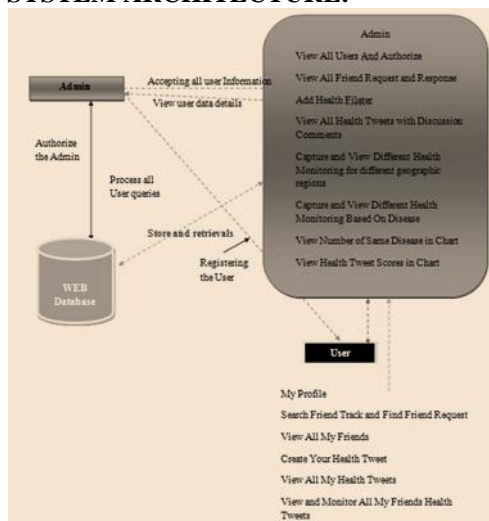 SYSTEM ARCHITECTURE:
Admin
View All Users And Authorize
View All Friend Request and Response
Add Health Fileter
View All Health Tweets with Discussion
Comments
Capture and View Different Health
Monitoring for different geographic
regions
Capture and View Different Health
Monitoring Based On Disease
View Number of Same Disease in Chart
View Health Tweet Scores in Chart
Admin
Accepting all user Information
View user data details
Authorize
the Admin
Process all
User queries
Store and retrievals
Registering
the User
WEB
Database
User
My Profile
Search Friend Track and Find Friend Request
View All My Friends
Create Your Health Tweet
View All My Health Tweets
View and Monitor All My Friends Health
Tweets